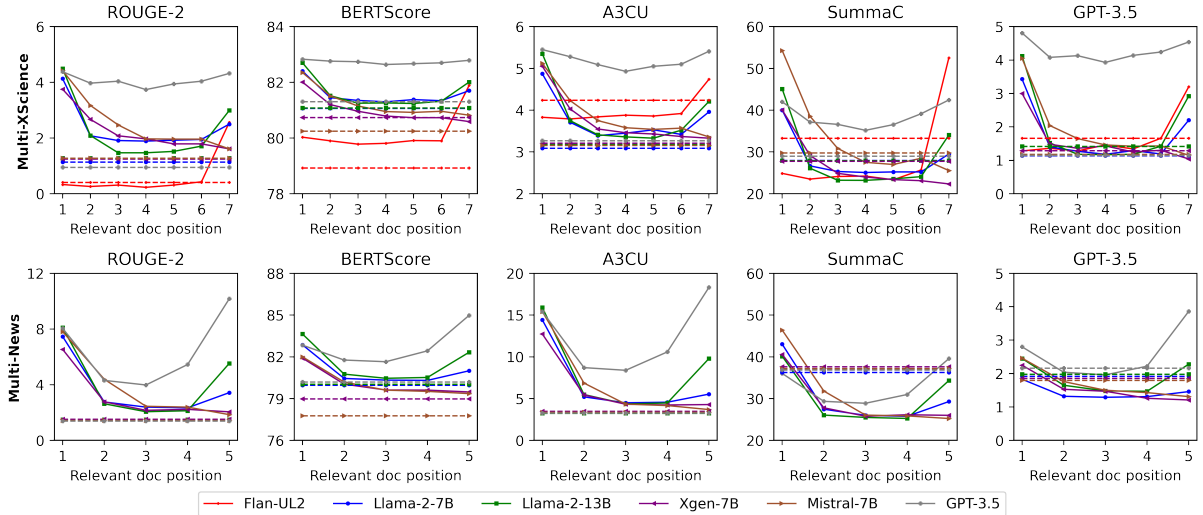 ROUGE-2 BERTScore A3CU SummaC GPT-3.5
Multi-XScience
6 84 6 60 5
4 82 5 50 4
2 80 4 40 3
0 78 3 30 2
2 20 1
0
1 2 3 4 5 6 7 1 2 3 4 5 6 7 1 2 3 4 5 6 7 1 2 3 4 5 6 7 1 2 3 4 5 6 7
Relevant doc position Relevant doc position Relevant doc position Relevant doc position Relevant doc position
ROUGE-2 BERTScore A3CU SummaC GPT-3.5
Multi-News
12 88 20 60 5
8 85 15 50 4
4 82 10 40 3
0 79 5 30 2
76 0 20 1
0
1 2 3 4 5 1 2 3 4 5 1 2 3 4 5 1 2 3 4 5 1 2 3 4 5
Relevant doc position Relevant doc position Relevant doc position Relevant doc position Relevant doc position
Flan-UL2 Llama-2-7B Llama-2-13B Xgen-7B Mistral-7B GPT-3.5